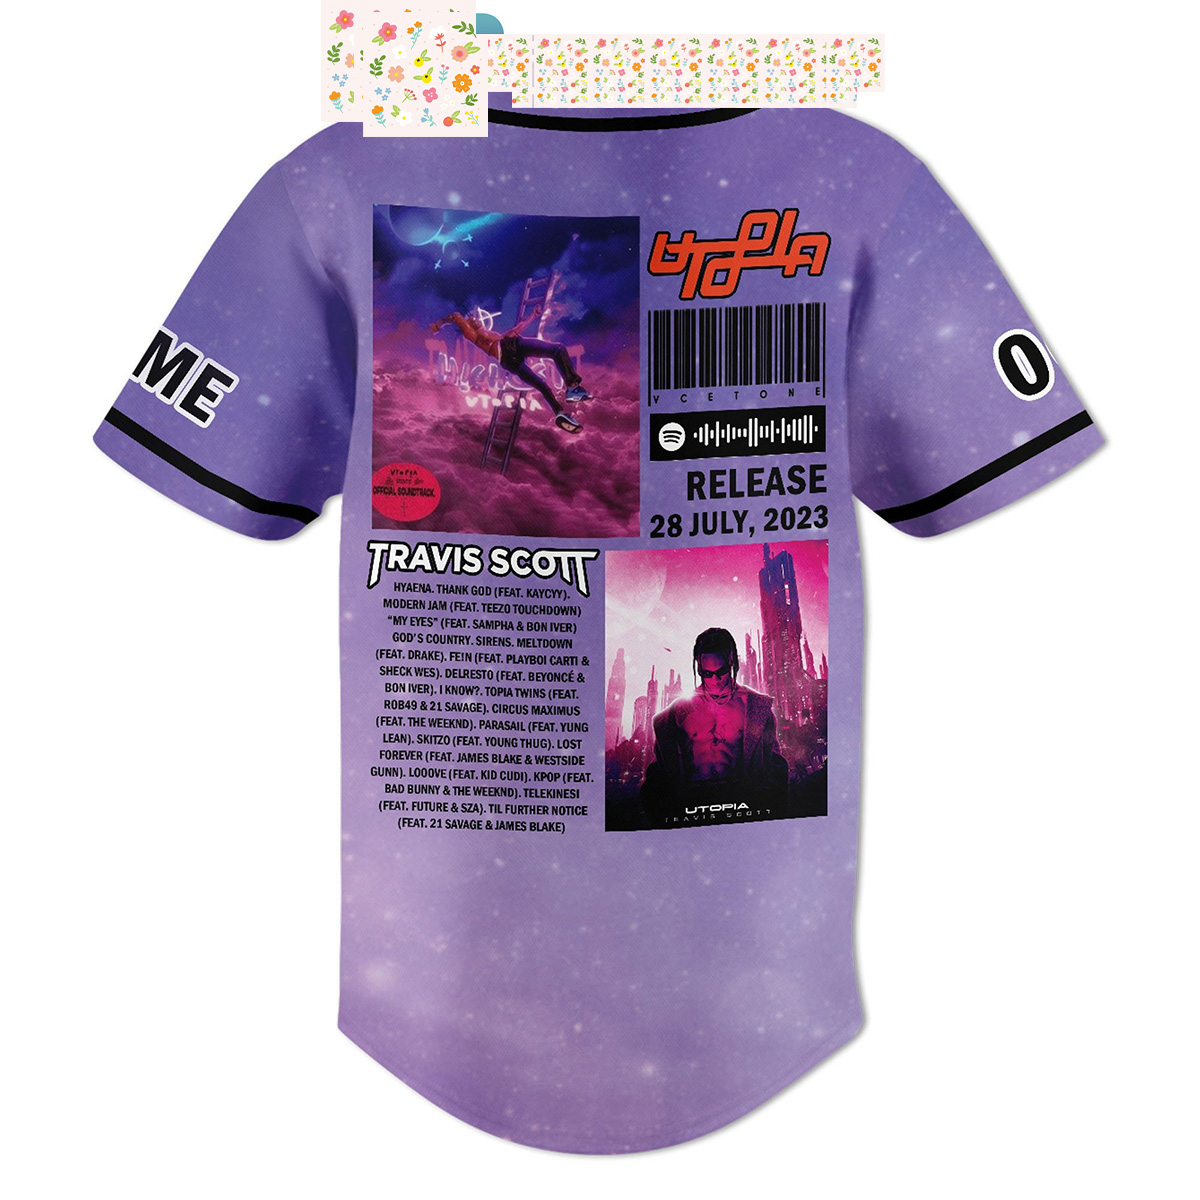 UTOPIA
VCETONE
UTOPIA
UTOPIA
OFFICIAL SOUNDTRACK
RELEASE
28 JULY, 2023
ME
0
TRAVIS SCOTT
HYAENA. THANK GOD (FEAT. KAYCYY).
MODERN JAM (FEAT. TEEZO TOUCHDOWN)
“MY EYES” (FEAT. SAMPHA & BON IVER)
GOD'S COUNTRY. SIRENS. MELTDOWN
(FEAT. DRAKE). FE!N (FEAT. PLAYBOI CARTI &
SHECK WES). DELRESTO (FEAT. BEYONCÉ &
BON IVER). I KNOW?. TOPIA TWINS (FEAT.
ROB49 & 21 SAVAGE). CIRCUS MAXIMUS
(FEAT. THE WEEKND). PARASAIL (FEAT. YUNG
LEAN). SKITZO (FEAT. YOUNG THUG). LOST
FOREVER (FEAT. JAMES BLAKE & WESTSIDE
GUNN). LOOOVE (FEAT. KID CUDI). KPOP (FEAT.
BAD BUNNY & THE WEEKND). TELEKINESI
(FEAT. FUTURE & SZA). TIL FURTHER NOTICE
(FEAT. 21 SAVAGE & JAMES BLAKE)
UTOPIA
TRAVIS SCOTT